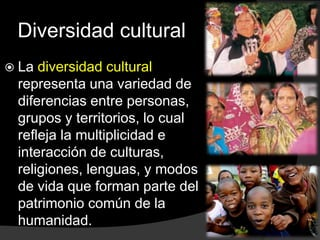 Diversidad cultural
La diversidad cultural
representa una variedad de
diferencias entre personas,
grupos y territorios, lo cual
refleja la multiplicidad e
interacción de culturas,
religiones, lenguas, y modos
de vida que forman parte del
patrimonio común de la
humanidad.